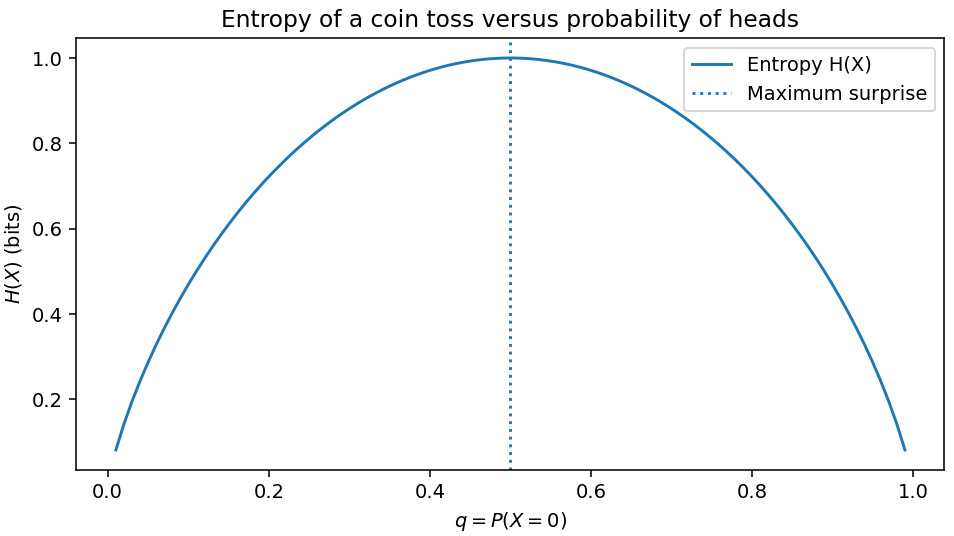 Entropy of a coin toss versus probability of heads
Entropy H(X)
Maximum surprise
H(X) (bits)
1.0
0.8
0.6
0.4
0.2
0.0 0.2 0.4 0.6 0.8 1.0
q = P(X = 0)